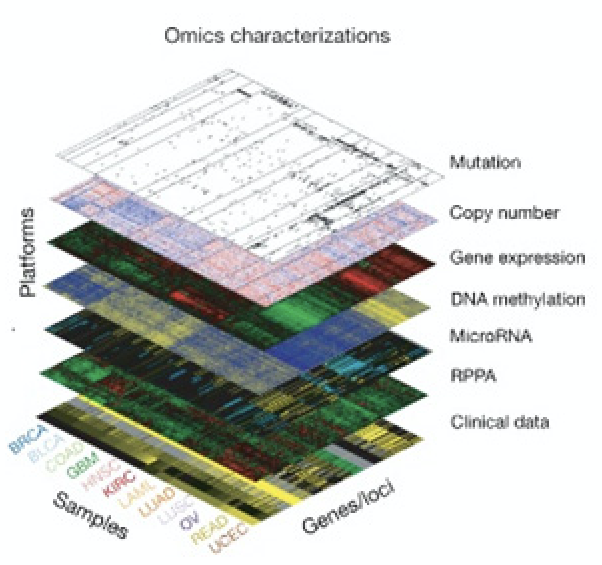 Omics characterizations
Mutation
Copy number
Gene expression
DNA methylation
MicroRNA
RPPA
Clinical data
Platforms
BRCA
BLCA
COAD
GBM
HNSC
KIRC
LAML
LUAD
LUSC
OV
READ
UCEC
Samples
Genes/loci